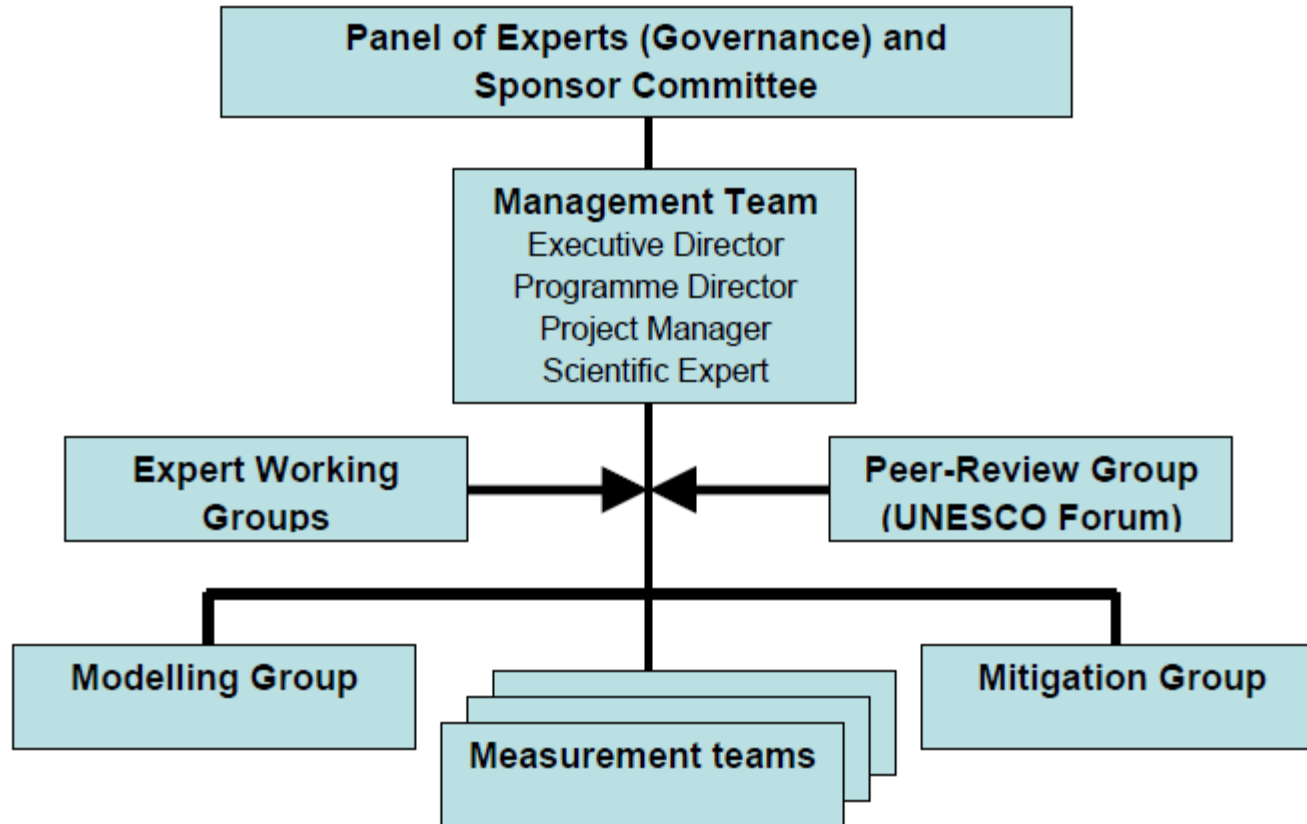 Panel of Experts (Governance) and
Sponsor Committee
Management Team
Executive Director
Programme Director
Project Manager
Scientific Expert
Expert Working
Groups
Peer-Review Group
(UNESCO Forum)
Modelling Group
Measurement teams
Mitigation Group